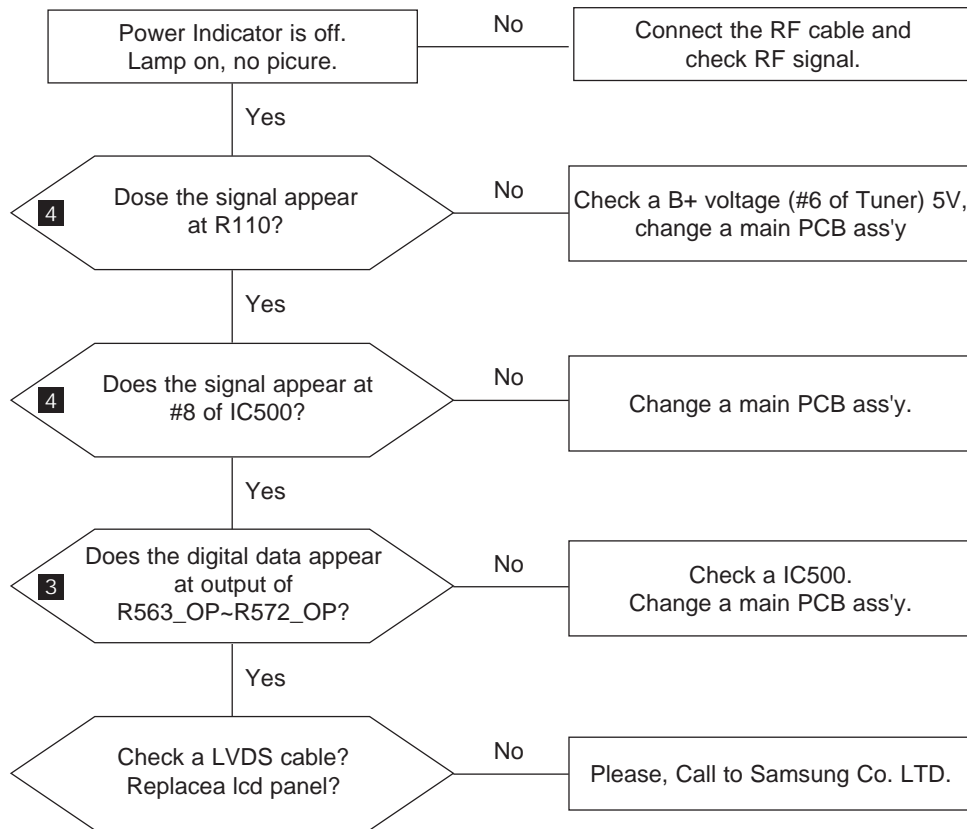 Power Indicator is off.
Lamp on, no picure.
No
Connect the RF cable and
check RF signal.
Yes
4
Dose the signal appear
at R110?
No
Check a B+ voltage (#6 of Tuner) 5V,
change a main PCB ass'y
Yes
4
Does the signal appear at
#8 of IC500?
No
Change a main PCB ass'y.
Yes
3
Does the digital data appear
at output of
R563_OP~R572_OP?
No
Check a IC500.
Change a main PCB ass'y.
Yes
Check a LVDS cable?
Replacea lcd panel?
No
Please, Call to Samsung Co. LTD.